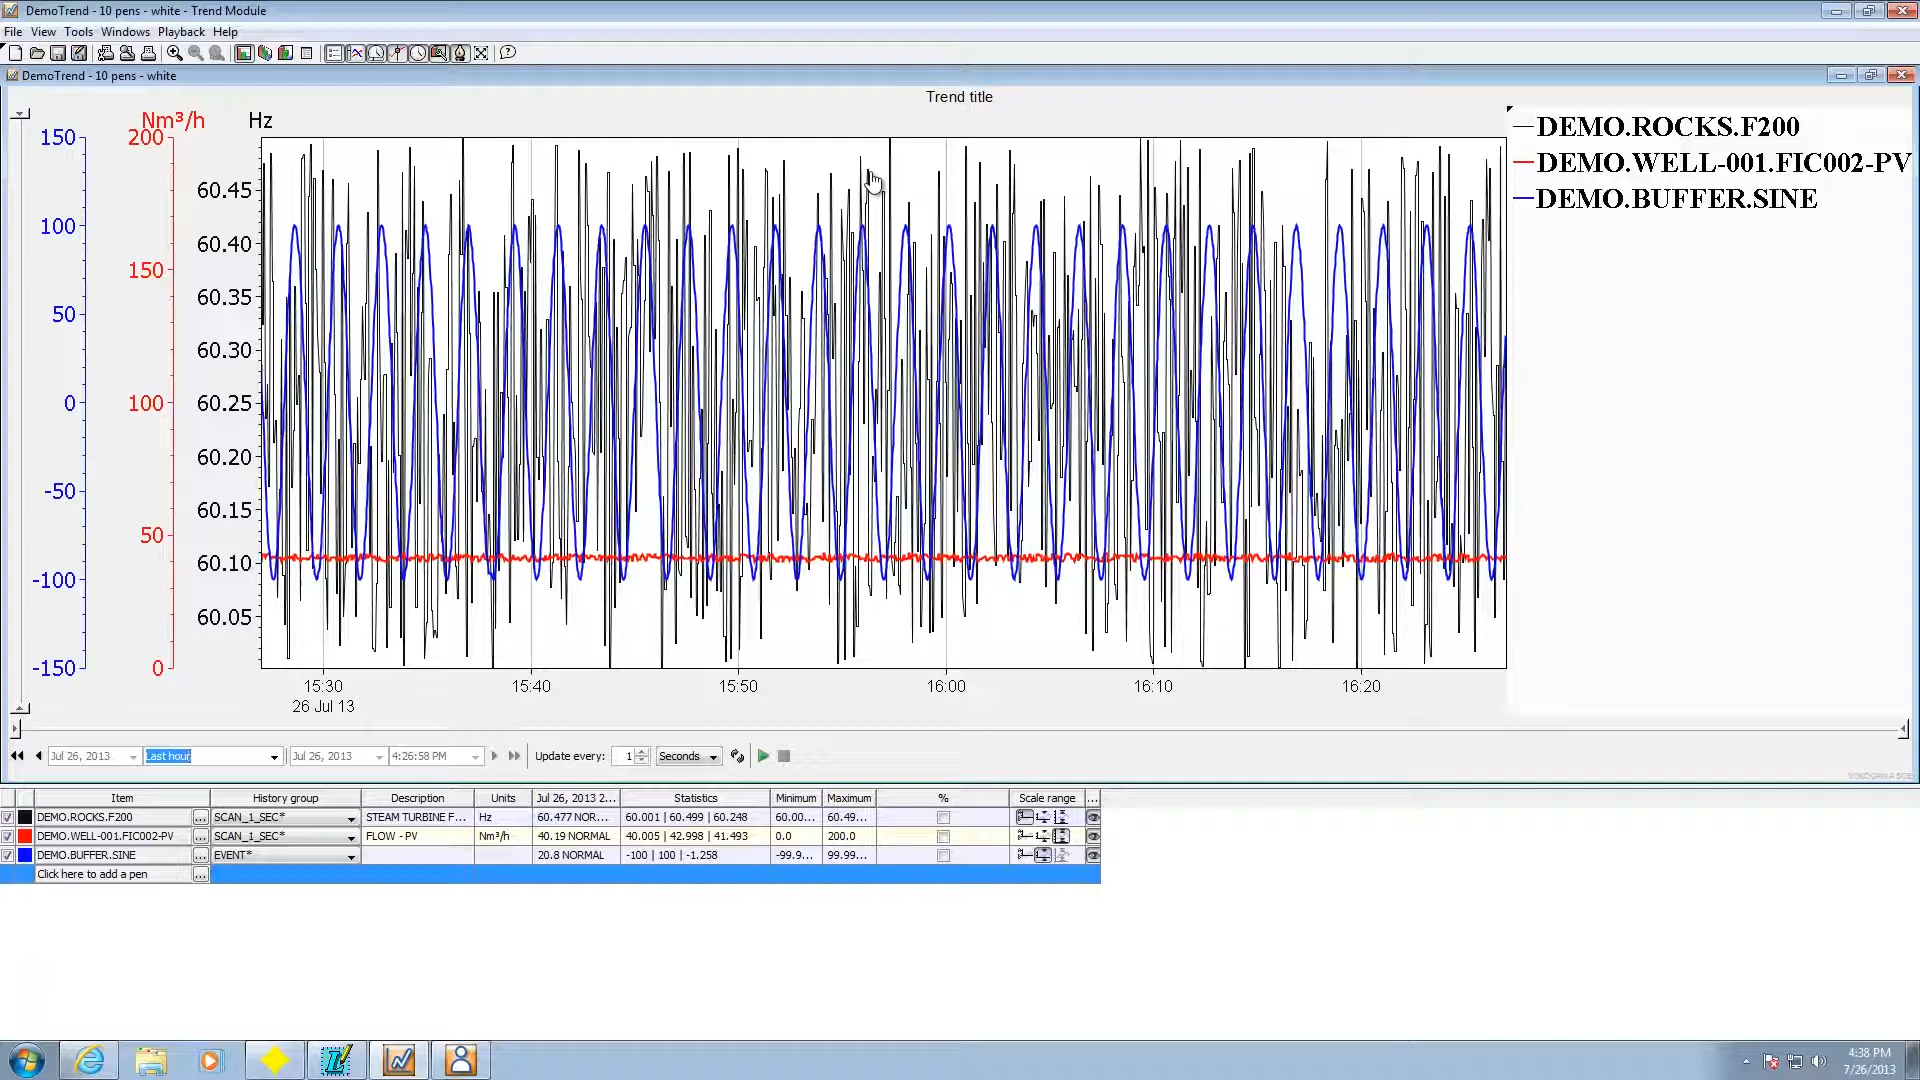 DemoTrend - 10 pens - white - Trend Module
File View Tools Windows Playback Help
DemoTrend - 10 pens - white
Trend title
Nm³/h Hz
150 200
60.45
100 60.40
150
60.35
50 60.30
0 100 60.25
60.20
-50 60.15
50
-100 60.10
60.05
-150 0
15:30 15:40 15:50 16:00 16:10 16:20
26 Jul 13
DEMO.ROCKS.F200
DEMO.WELL-001.FIC002-PV
DEMO.BUFFER.SINE
Jul 26, 2013 Last hour Jul 26, 2013 4:26:58 PM Update every: 1 Seconds
Item History group Description Units Jul 26, 2013 2... Statistics Minimum Maximum % Scale range ...
DEMO.ROCKS.F200 ... SCAN_1_SEC* STEAM TURBINE F... Hz 60.477 NOR... 60.001 | 60.499 | 60.248 60.00... 60.49...
DEMO.WELL-001.FIC002-PV ... SCAN_1_SEC* FLOW - PV Nm³/h 40.19 NORMAL 40.005 | 42.998 | 41.493 0.0 200.0
DEMO.BUFFER.SINE ... EVENT* 20.8 NORMAL -100 | 100 | -1.258 -99.9... 99.99...
Click here to add a pen ...
4:38 PM
7/26/2013